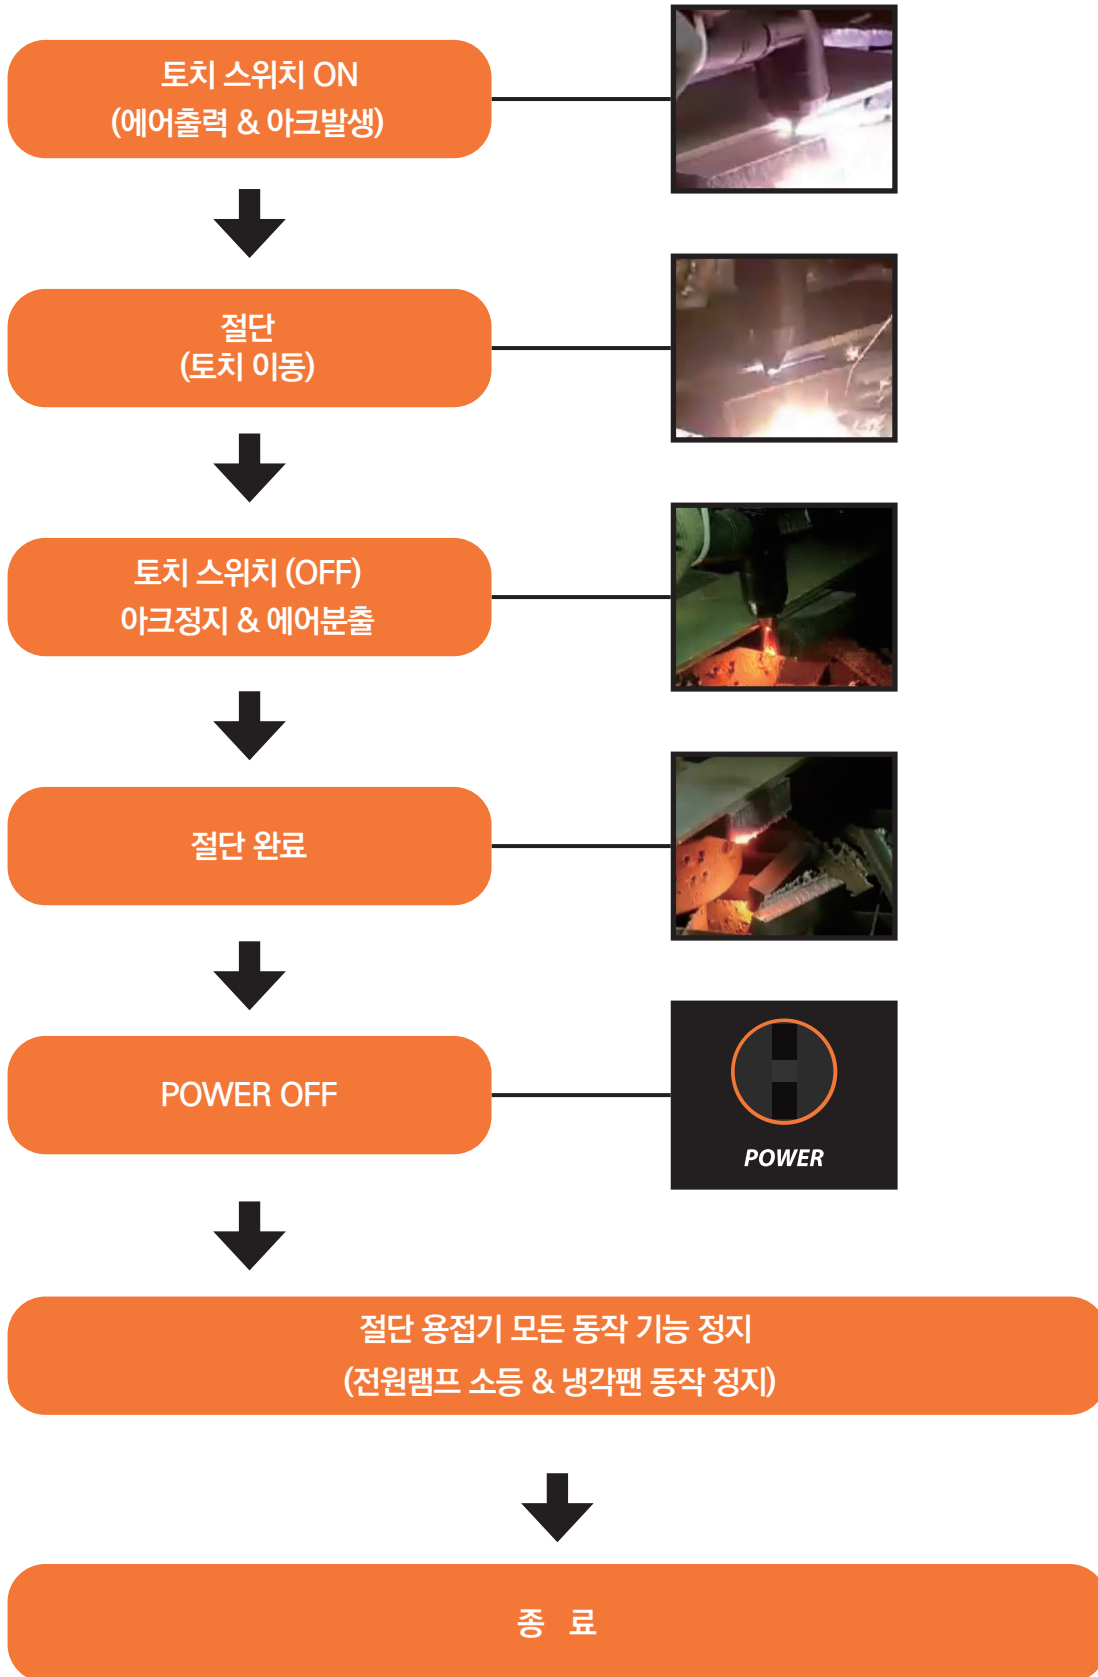 토치 스위치 ON
(에어출력 & 아크발생)
절단
(토치 이동)
토치 스위치 (OFF)
아크정지 & 에어분출
절단 완료
POWER OFF
POWER
절단 용접기 모든 동작 기능 정지
(전원램프 소등 & 냉각팬 동작 정지)
종 료